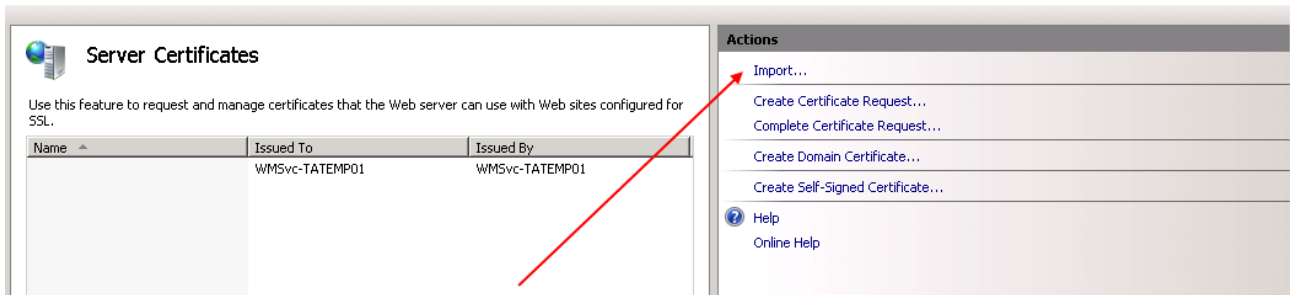 Server Certificates
Use this feature to request and manage certificates that the Web server can use with Web sites configured for
SSL.
Name Issued To Issued By
WMSvc-TATEMP01 WMSvc-TATEMP01
Actions
Import...
Create Certificate Request...
Complete Certificate Request...
Create Domain Certificate...
Create Self-Signed Certificate...
Help
Online Help